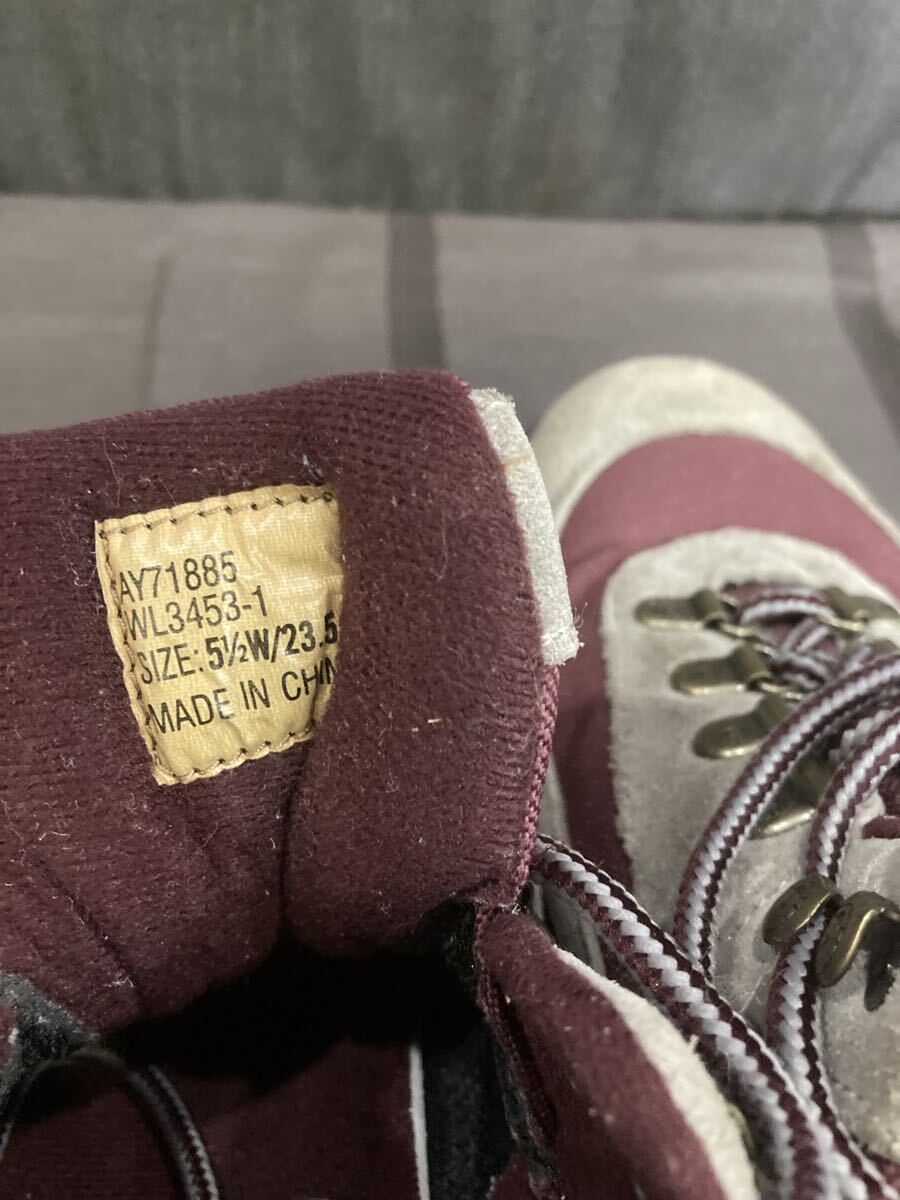 AY71885
WL3453-1
SIZE: 5½W/23.5
MADE IN CHIN